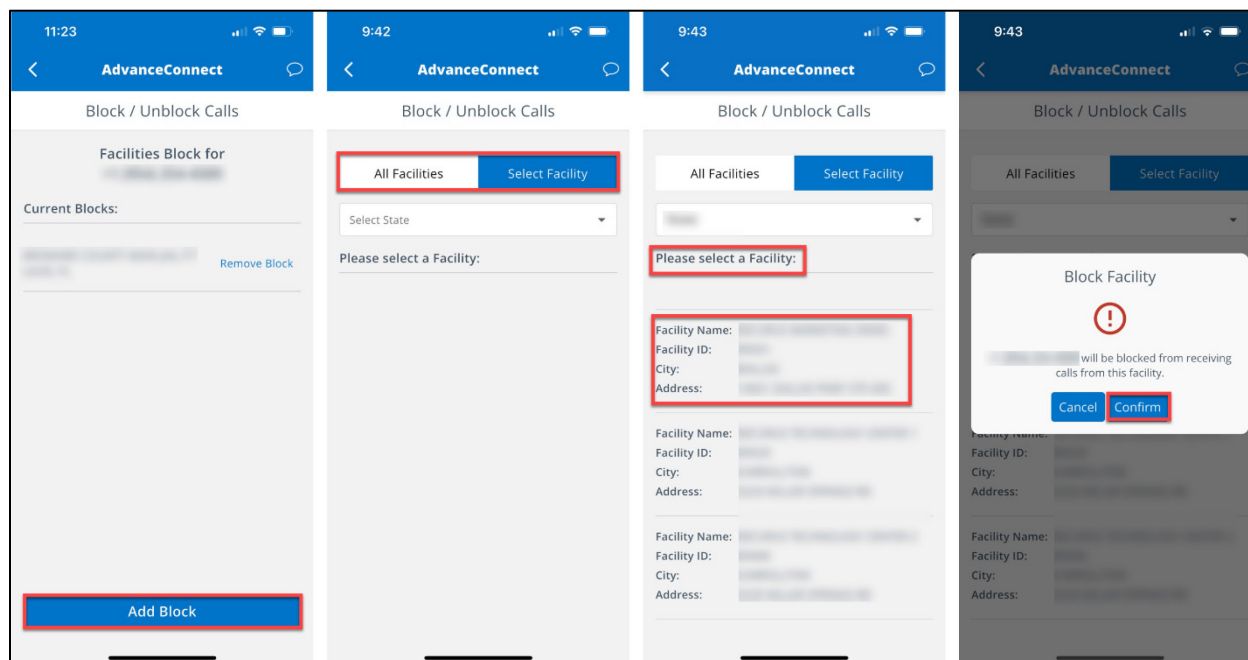 11:23
AdvanceConnect
Block / Unblock Calls
Facilities Block for
Current Blocks:
Remove Block
Add Block
9:42
AdvanceConnect
Block / Unblock Calls
All Facilities
Select Facility
Select State
Please select a Facility:
9:43
AdvanceConnect
Block / Unblock Calls
All Facilities
Select Facility
Please select a Facility:
Facility Name:
Facility ID:
City:
Address:
Facility Name:
Facility ID:
City:
Address:
Facility Name:
Facility ID:
City:
Address:
9:43
AdvanceConnect
Block / Unblock Calls
All Facilities
Select Facility
Block Facility
will be blocked from receiving
calls from this facility.
Cancel
Confirm
Facility Name:
Facility ID:
City:
Address:
Facility Name:
Facility ID:
City:
Address: